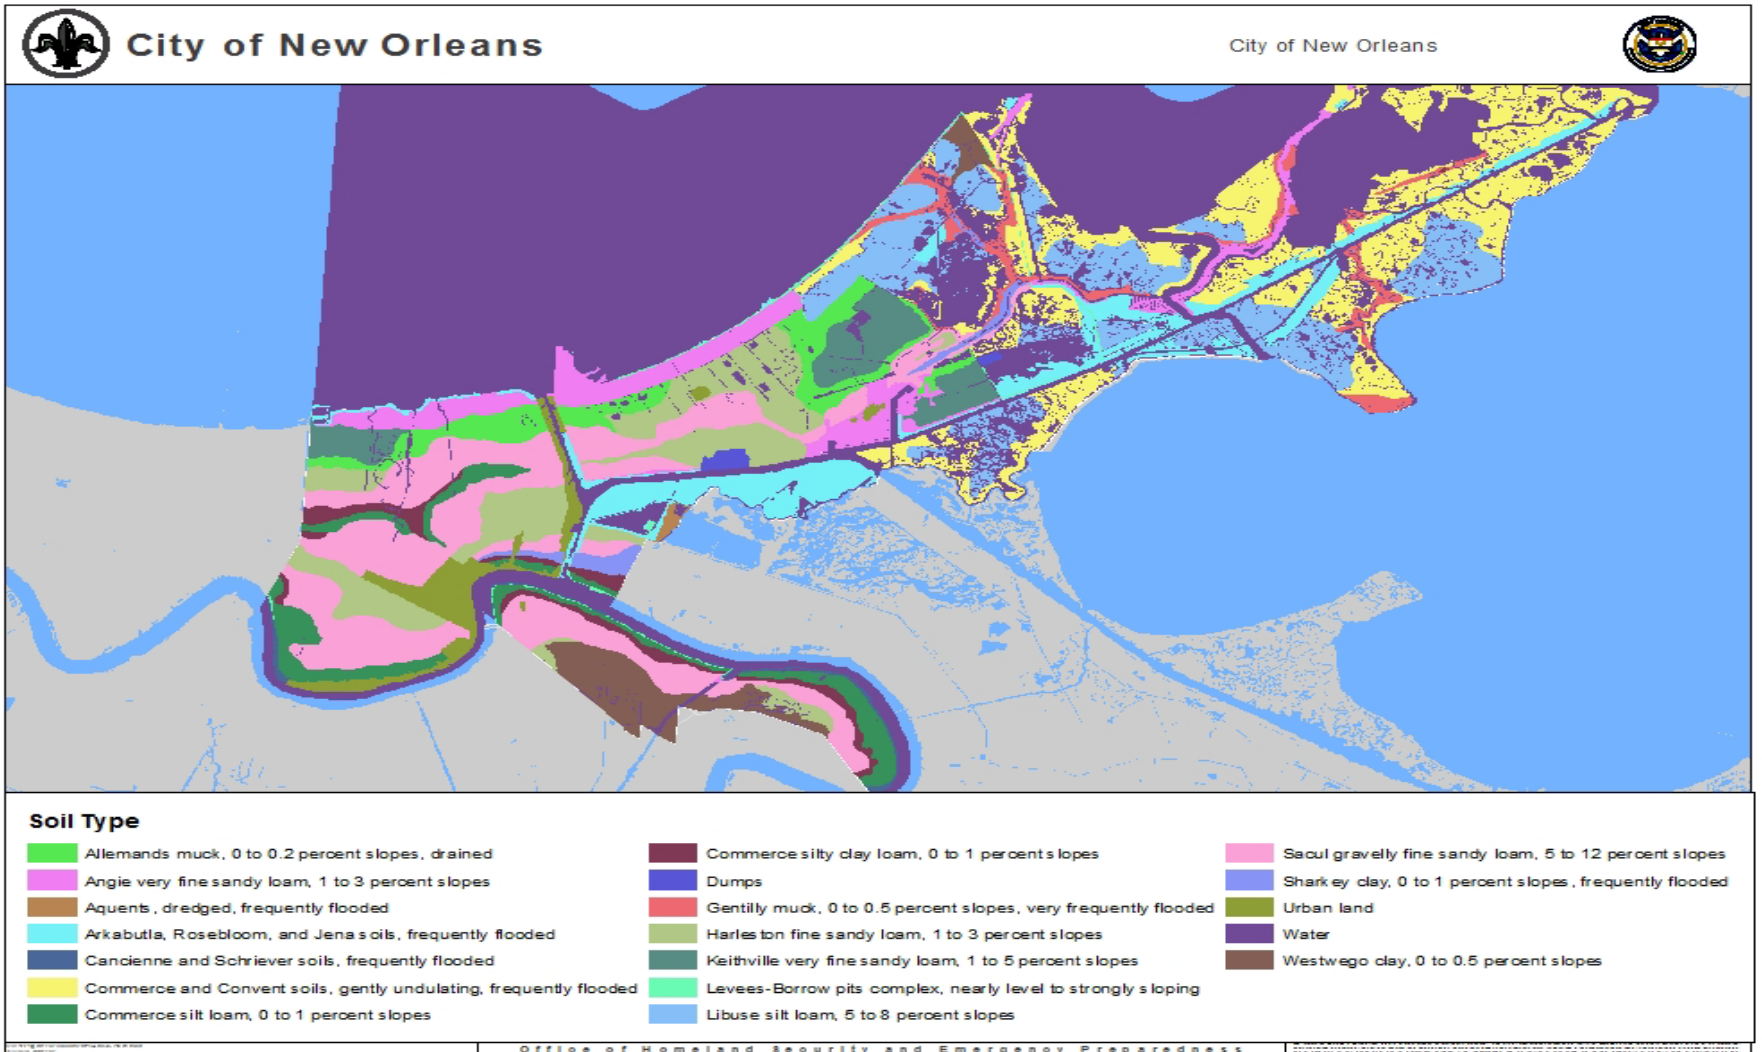 City of New Orleans
City of New Orleans
Soil Type
Allemands muck, 0 to 0.2 percent slopes, drained
Angie very fine sandy loam, 1 to 3 percent slopes
Aquents, dredged, frequently flooded
Arkabutla, Rosebloom, and Jena soils, frequently flooded
Cancienne and Schriever soils, frequently flooded
Commerce and Convent soils, gently undulating, frequently flooded
Commerce silt loam, 0 to 1 percent slopes
Commerce silty clay loam, 0 to 1 percent slopes
Dumps
Gentilly muck, 0 to 0.5 percent slopes, very frequently flooded
Harleston fine sandy loam, 1 to 3 percent slopes
Keithville very fine sandy loam, 1 to 5 percent slopes
Levees-Borrow pits complex, nearly level to strongly sloping
Libuse silt loam, 5 to 8 percent slopes
Sacul gravelly fine sandy loam, 5 to 12 percent slopes
Sharkey clay, 0 to 1 percent slopes, frequently flooded
Urban land
Water
Westwego clay, 0 to 0.5 percent slopes
Office of Homeland Security and Emergency Preparedness